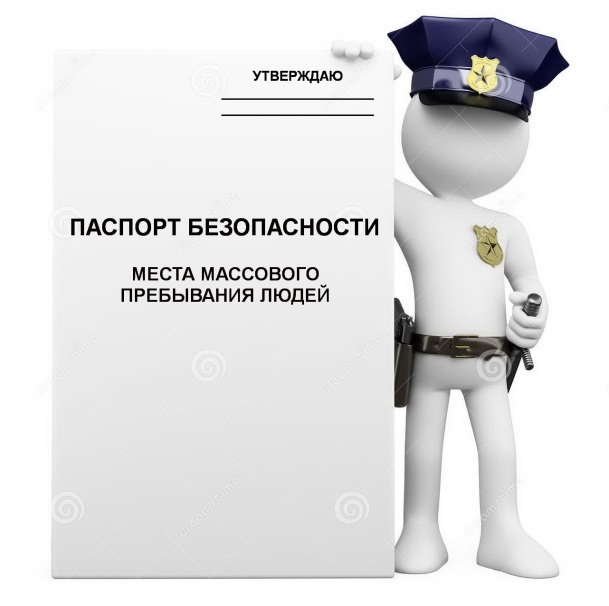 УТВЕРЖДАЮ
ПАСПОРТ БЕЗОПАСНОСТИ
МЕСТА МАССОВОГО
ПРЕБЫВАНИЯ ЛЮДЕЙ